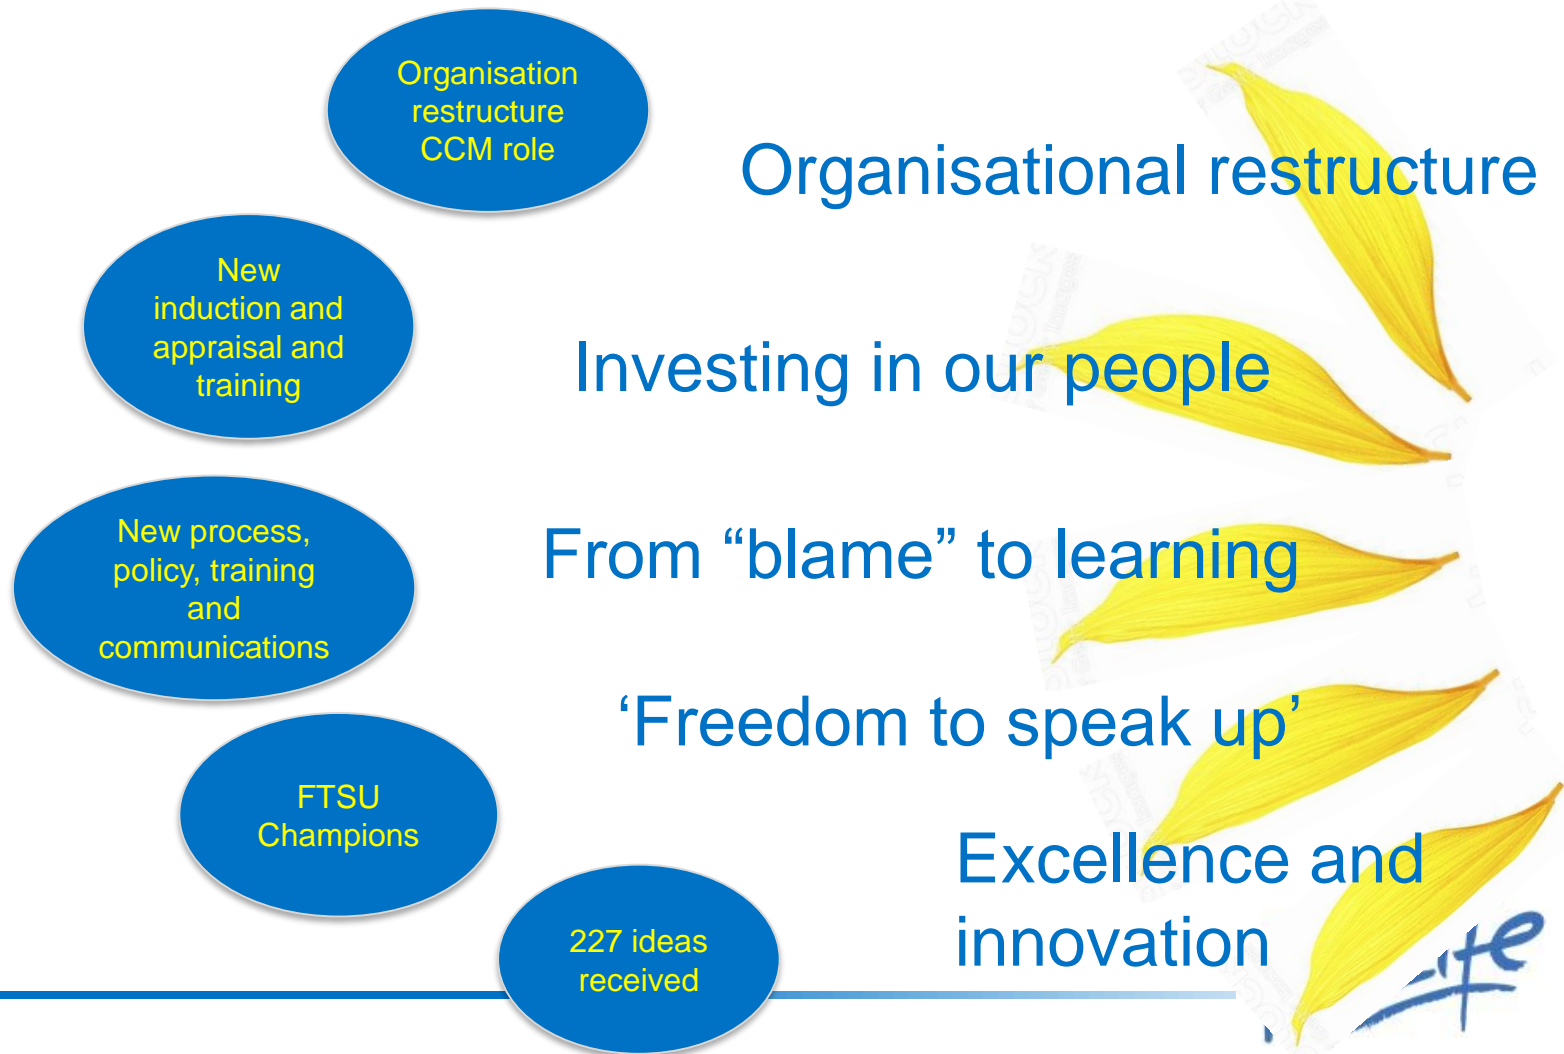 Organisation
restructure
CCM role
Organisational restructure
New
induction and
appraisal and
training
Investing in our people
New process,
policy, training
and
communications
From “blame” to learning
FTSU
Champions
‘Freedom to speak up’
227 ideas
received
Excellence and
innovation